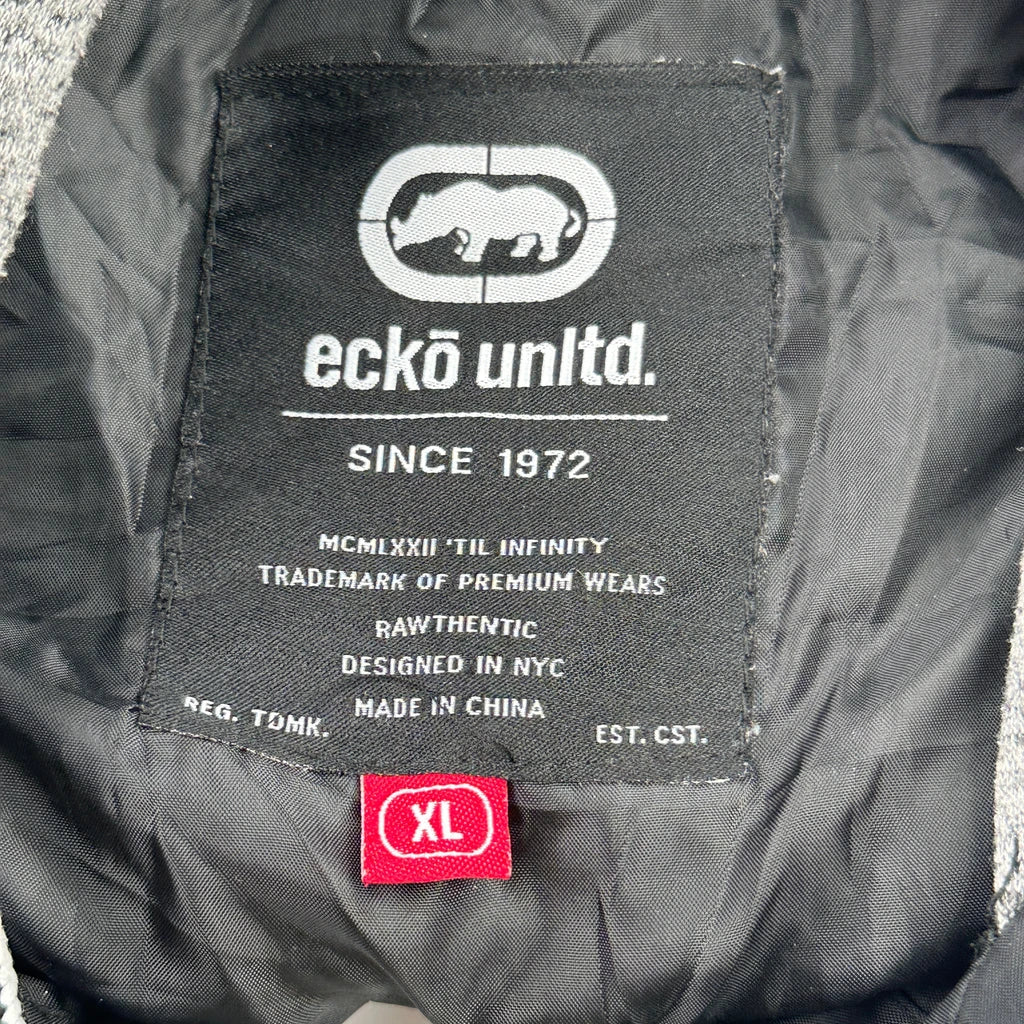 eckō unltd.
SINCE 1972
MCMLXXII 'TIL INFINITY
TRADEMARK OF PREMIUM WEARS
RAWTHENTIC
DESIGNED IN NYC
MADE IN CHINA
REG. TDMK.
EST. CST.
XL